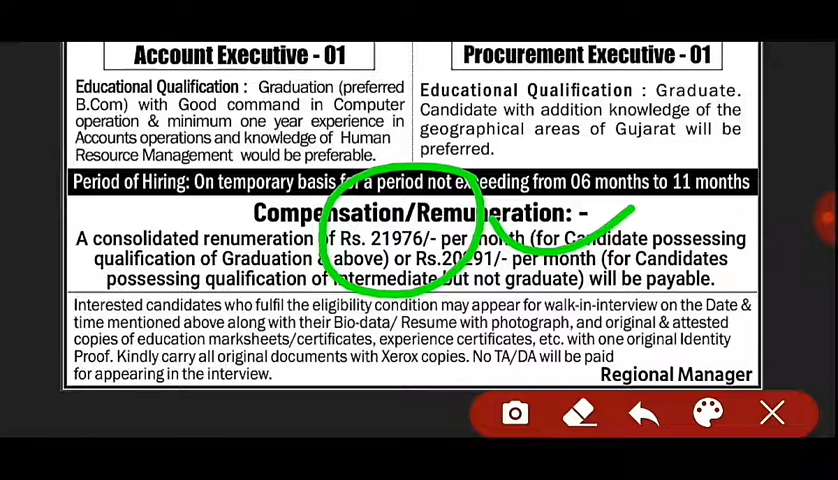 Account Executive - 01
Educational Qualification : Graduation (preferred
B.Com) with Good command in Computer
operation & minimum one year experience in
Accounts operations and knowledge of Human
Resource Management would be preferable.
Procurement Executive - 01
Educational Qualification : Graduate.
Candidate with addition knowledge of the
geographical areas of Gujarat will be
preferred.
Period of Hiring: On temporary basis for a period not exceeding from 06 months to 11 months
Compensation/Remuneration: -
A consolidated renumeration of Rs. 21976/- per month (for Candidate possessing
qualification of Graduation & above) or Rs.20291/- per month (for Candidates
possessing qualification of Intermediate but not graduate) will be payable.
Interested candidates who fulfil the eligibility condition may appear for walk-in-interview on the Date &
time mentioned above along with their Bio-data/ Resume with photograph, and original & attested
copies of education marksheets/certificates, experience certificates, etc. with one original Identity
Proof. Kindly carry all original documents with Xerox copies. No TA/DA will be paid
for appearing in the interview.
Regional Manager